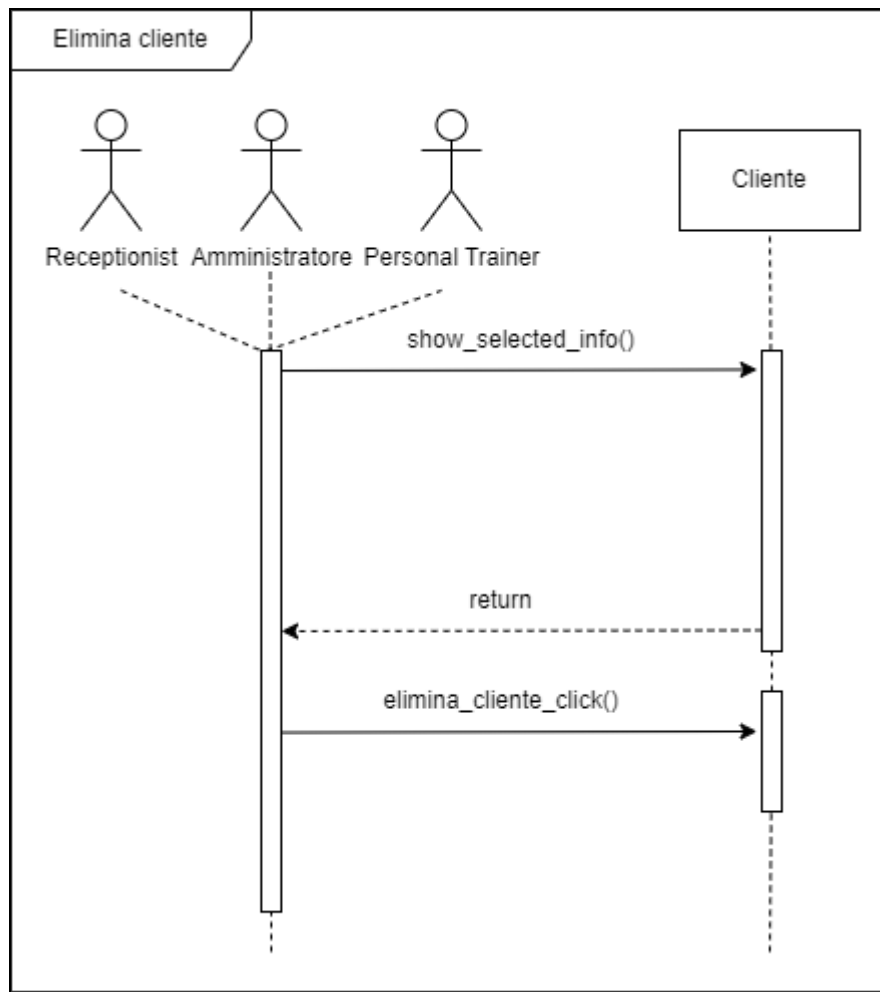 Elimina cliente
Receptionist
Amministratore
Personal Trainer
Cliente
show_selected_info()
return
elimina_cliente_click()